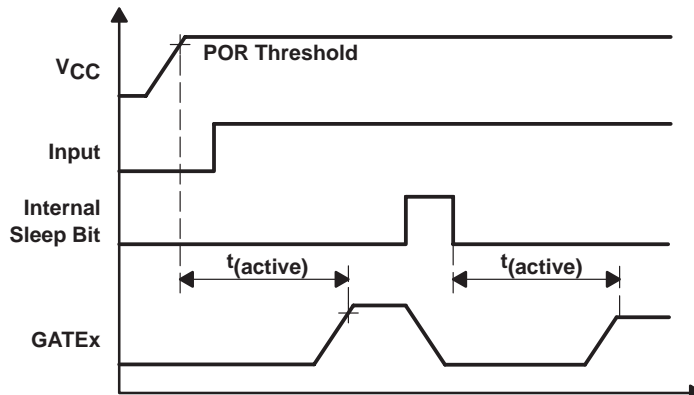 VCC
POR Threshold
Input
Internal
Sleep Bit
t(active)
t(active)
GATEx